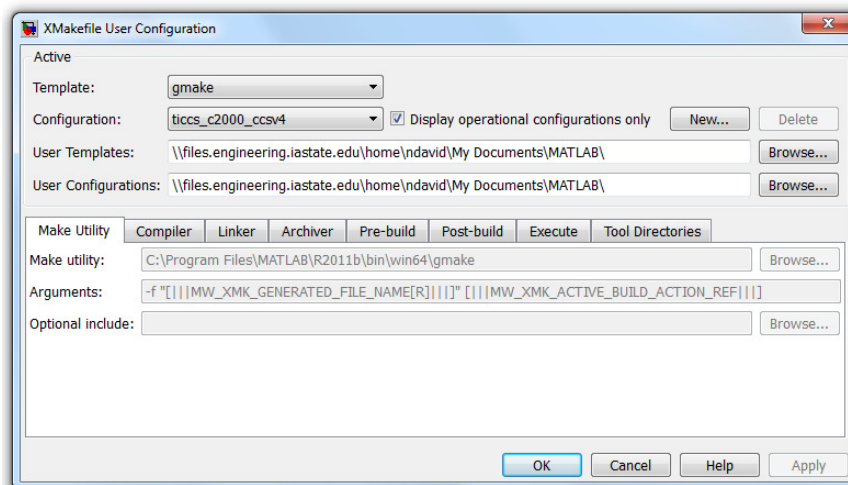 XMakefile User Configuration
Active
Template: gmake
Configuration: ticcs_c2000_ccsv4 Display operational configurations only New... Delete
User Templates: \\files.engineering.iastate.edu\home\ndavid\My Documents\MATLAB\ Browse...
User Configurations: \\files.engineering.iastate.edu\home\ndavid\My Documents\MATLAB\ Browse...
Make Utility Compiler Linker Archiver Pre-build Post-build Execute Tool Directories
Make utility: C:\Program Files\MATLAB\R2011b\bin\win64\gmake Browse...
Arguments: -f "[|||MW_XMK_GENERATED_FILE_NAME[R]|||]" [|||MW_XMK_ACTIVE_BUILD_ACTION_REF|||]
Optional include: Browse...
OK Cancel Help Apply